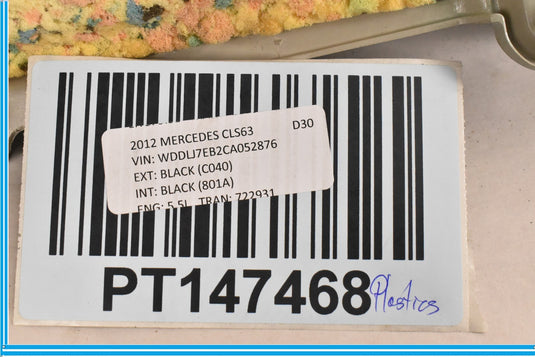 2012 MERCEDES CLS63 D30
VIN: WDDLJ7EB2CA052876
EXT: BLACK (C040)
INT: BLACK (801A)
ENG: 5.5L TRAN: 722931
PT147468 Plastics